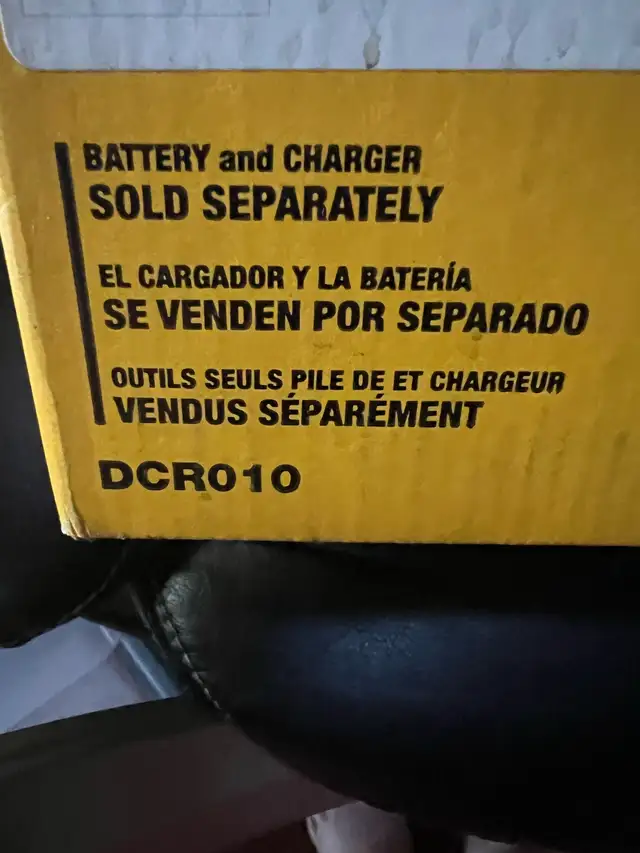 BATTERY and CHARGER
SOLD SEPARATELY
EL CARGADOR Y LA BATERÍA
SE VENDEN POR SEPARADO
OUTILS SEULS PILE DE ET CHARGEUR
VENDUS SÉPARÉMENT
DCR010